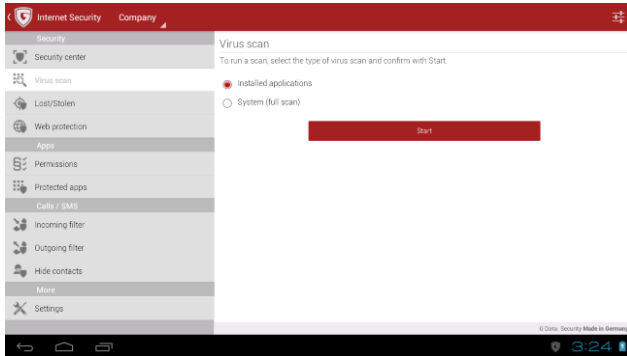 Internet Security Company
Security
Security center
Virus scan
Lost/Stolen
Web protection
Apps
Permissions
Protected apps
Calls / SMS
Incoming filter
Outgoing filter
Hide contacts
More
Settings
Virus scan
To run a scan, select the type of virus scan and confirm with Start.
Installed applications
System (full scan)
Start
G Data. Security Made in Germany
3:24